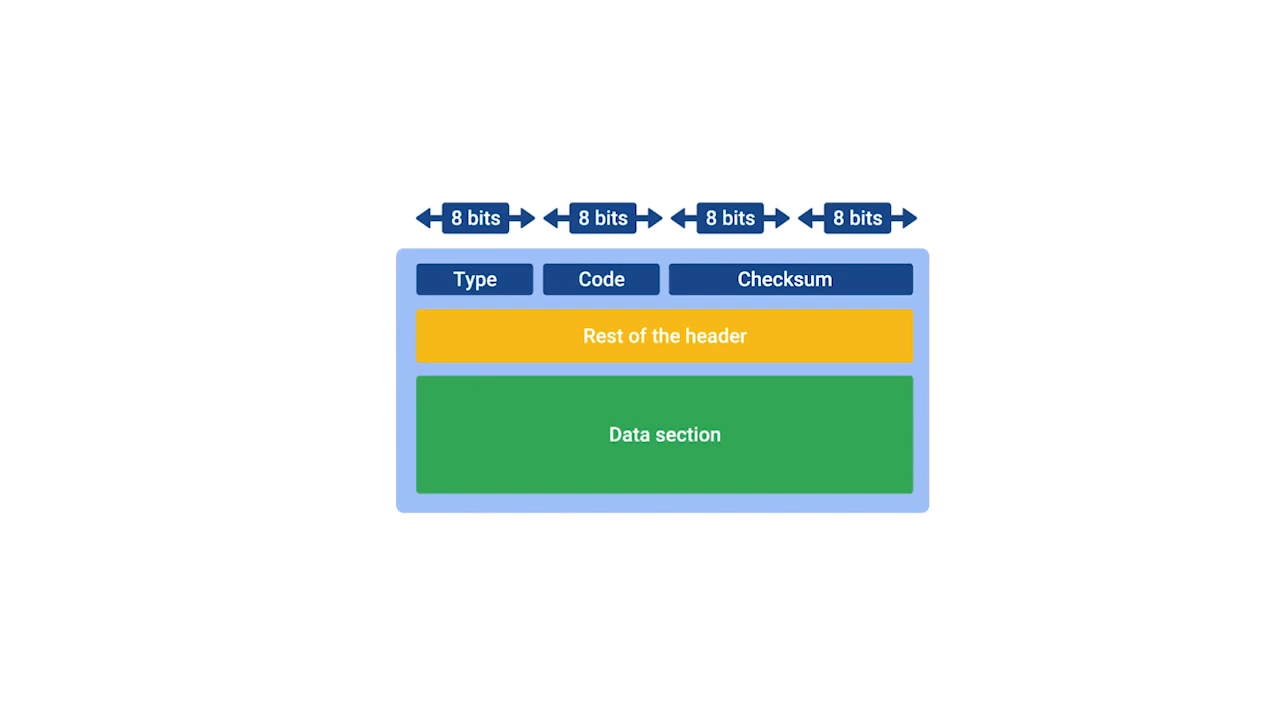 8 bits 8 bits 8 bits 8 bits
Type Code Checksum
Rest of the header
Data section